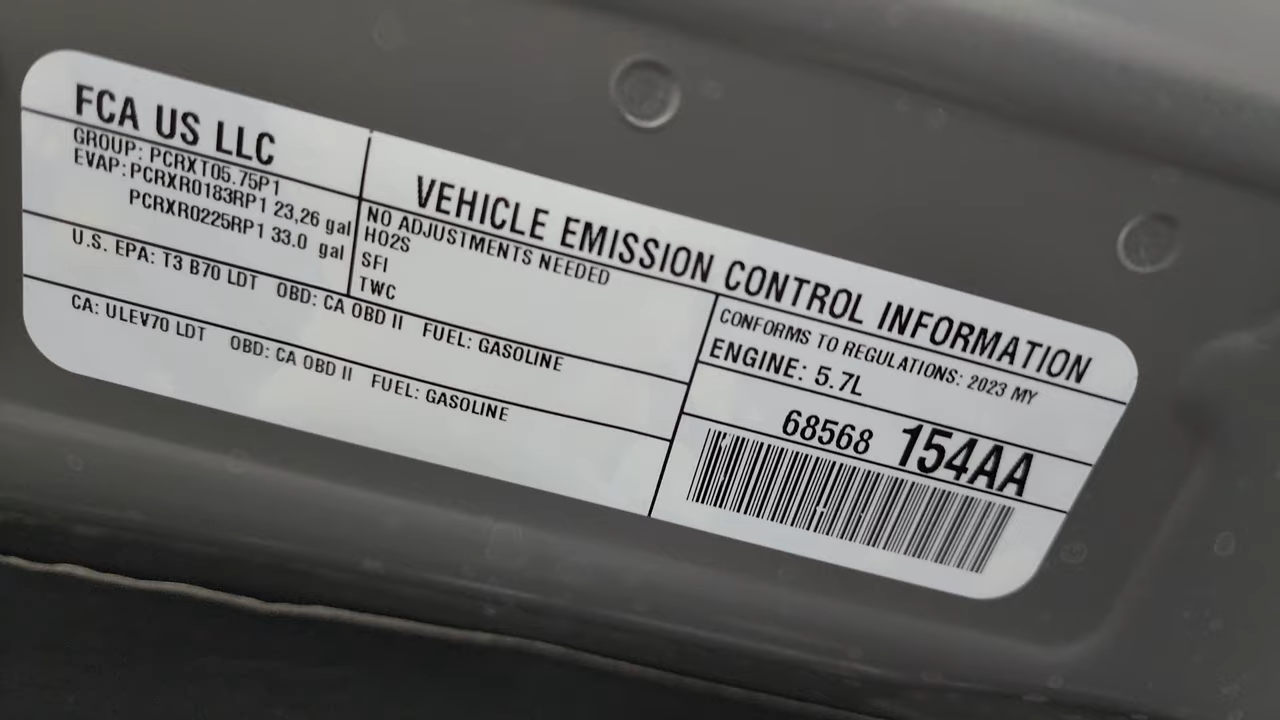 FCA US LLC
VEHICLE EMISSION CONTROL INFORMATION
GROUP: PCRXT05.75P1
EVAP: PCRXR0183RP1 23,26 gal
PCRXR0225RP1 33.0 gal
NO ADJUSTMENTS NEEDED
HO2S
SFI
TWC
CONFORMS TO REGULATIONS: 2023 MY
U.S. EPA: T3 B70 LDT OBD: CA OBD II FUEL: GASOLINE
ENGINE: 5.7L
CA: ULEV70 LDT OBD: CA OBD II FUEL: GASOLINE
68568 154AA